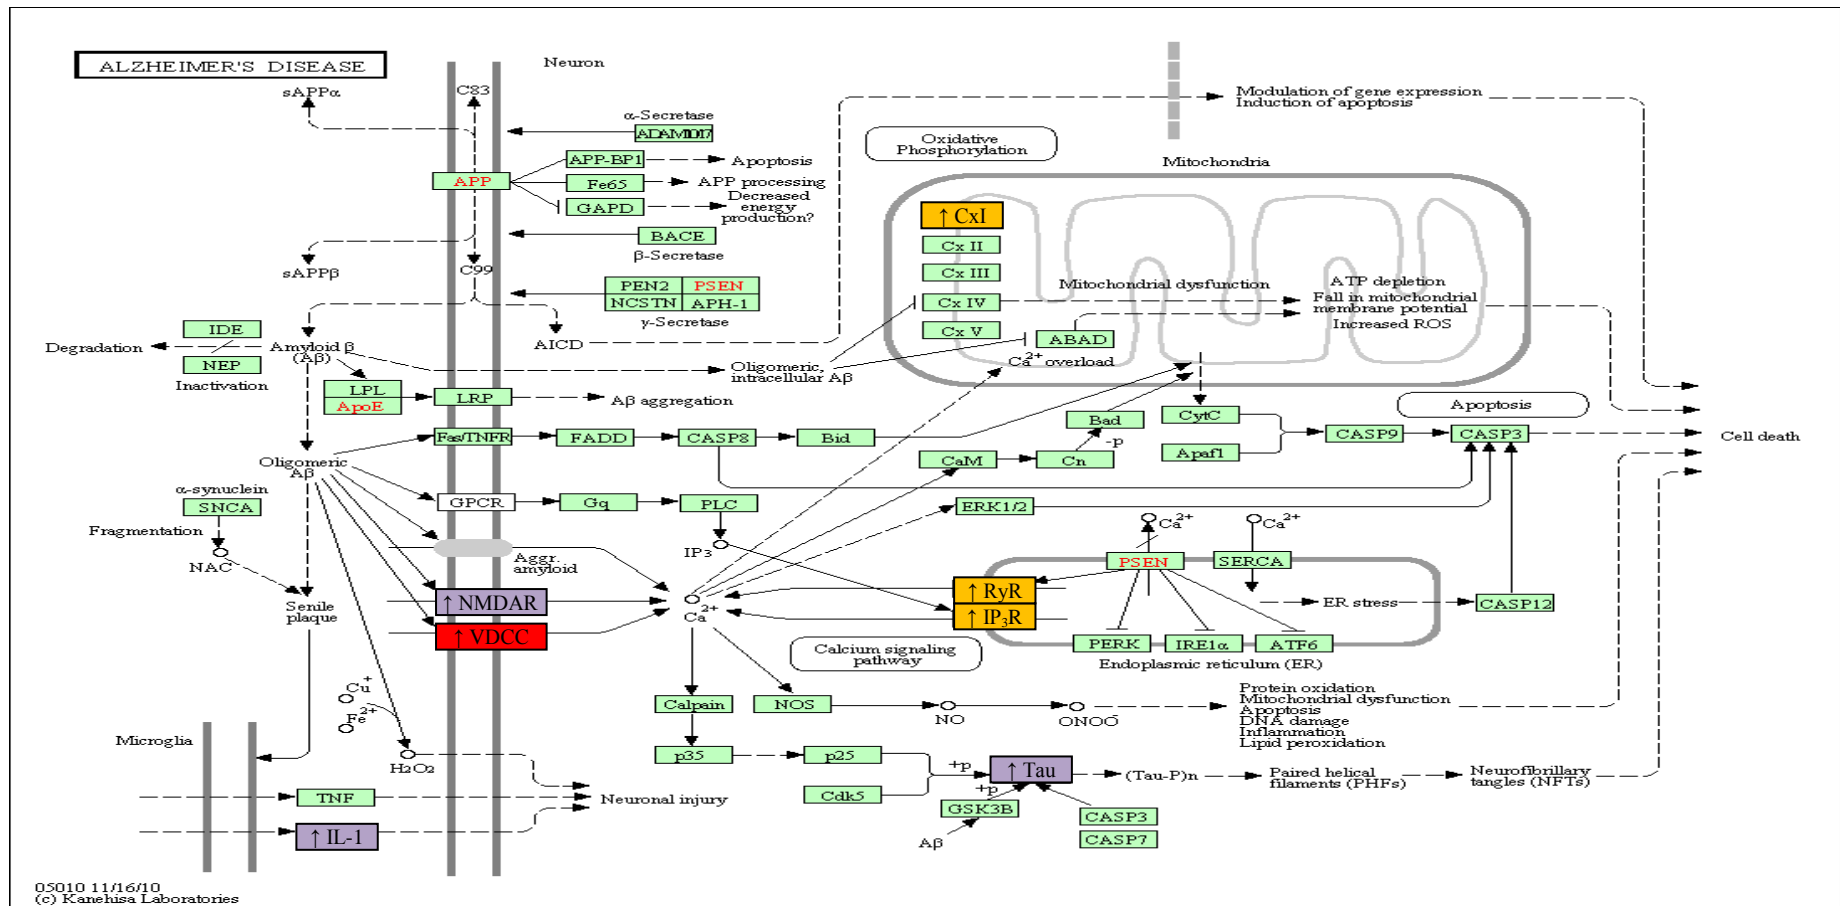 ALZHEIMER'S DISEASE
Neuron
sAPPα
C83
α-Secretase
ADAM10
17
Modulation of gene expression
Induction of apoptosis
Oxidative
Phosphorylation
Mitochondria
APP-BP1
Apoptosis
APP
Fe65
APP processing
GAPD
Decreased
energy
production?
BACE
β-Secretase
sAPPβ
C99
PEN2
PSEN
NCSTN
APH-1
γ-Secretase
↑ CxI
Cx II
Cx III
Cx IV
Cx V
Mitochondrial dysfunction
ATP depletion
Fall in mitochondrial
membrane potential
Increased ROS
ABAD
Ca2+ overload
IDE
Degradation
Amyloid β
(Aβ)
NEP
Inactivation
AICD
Oligomeric,
intracellular Aβ
LPL
ApoE
LRP
Aβ aggregation
Fas/TNFR
FADD
CASP8
Bid
Bad
-p
CytC
Apoptosis
CASP9
CASP3
Cell death
Apaf1
CaM
Cn
Oligomeric
Aβ
α-synuclein
SNCA
GPCR
Gq
PLC
ERK1/2
Fragmentation
NAC
IP3
Aggr.
amyloid
Ca2+
Ca2+
PSEN
SERCA
Senile
plaque
↑ NMDAR
↑ VDCC
Ca2+
↑ RyR
↑ IP3R
ER stress
CASP12
PERK
IRE1α
ATF6
Endoplasmic reticulum (ER)
Calcium signaling
pathway
Cu+
Fe2+
Calpain
NOS
NO
ONOO-
Protein oxidation
Mitochondrial dysfunction
Apoptosis
DNA damage
Inflammation
Lipid peroxidation
Microglia
H2O2
p35
p25
+p
↑ Tau
(Tau-P)n
Paired helical
filaments (PHFs)
Neurofibrillary
tangles (NFTs)
TNF
Neuronal injury
Cdk5
+p
GSK3B
CASP3
↑ IL-1
Aβ
CASP7
05010 11/16/10
(c) Kanehisa Laboratories